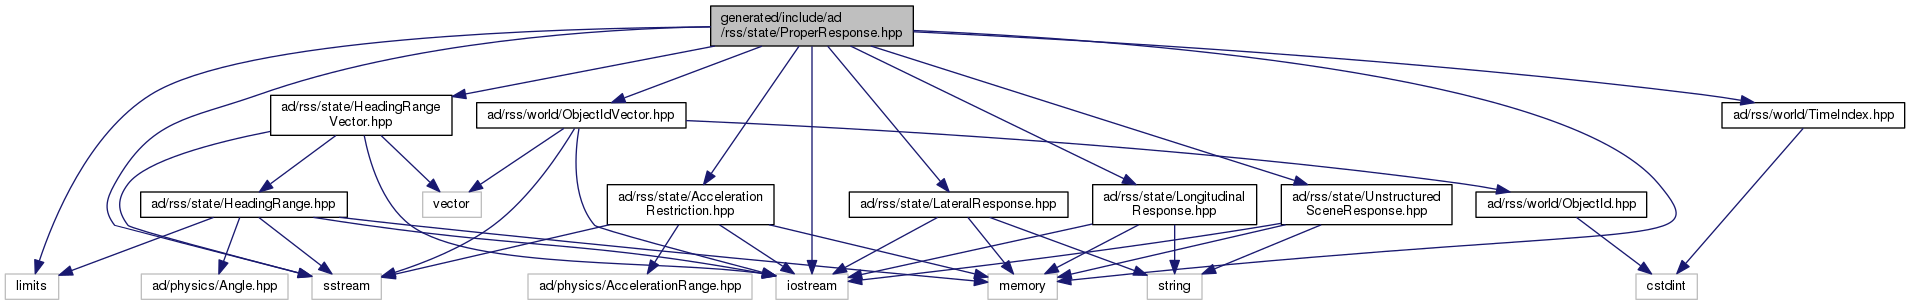 generated/include/ad
/rss/state/ProperResponse.hpp
ad/rss/state/HeadingRange
Vector.hpp
ad/rss/world/ObjectIdVector.hpp
ad/rss/world/TimeIndex.hpp
ad/rss/state/HeadingRange.hpp
vector
ad/rss/state/Acceleration
Restriction.hpp
ad/rss/state/LateralResponse.hpp
ad/rss/state/Longitudinal
Response.hpp
ad/rss/state/Unstructured
SceneResponse.hpp
ad/rss/world/ObjectId.hpp
limits
ad/physics/Angle.hpp
sstream
ad/physics/AccelerationRange.hpp
iostream
memory
string
cstdint